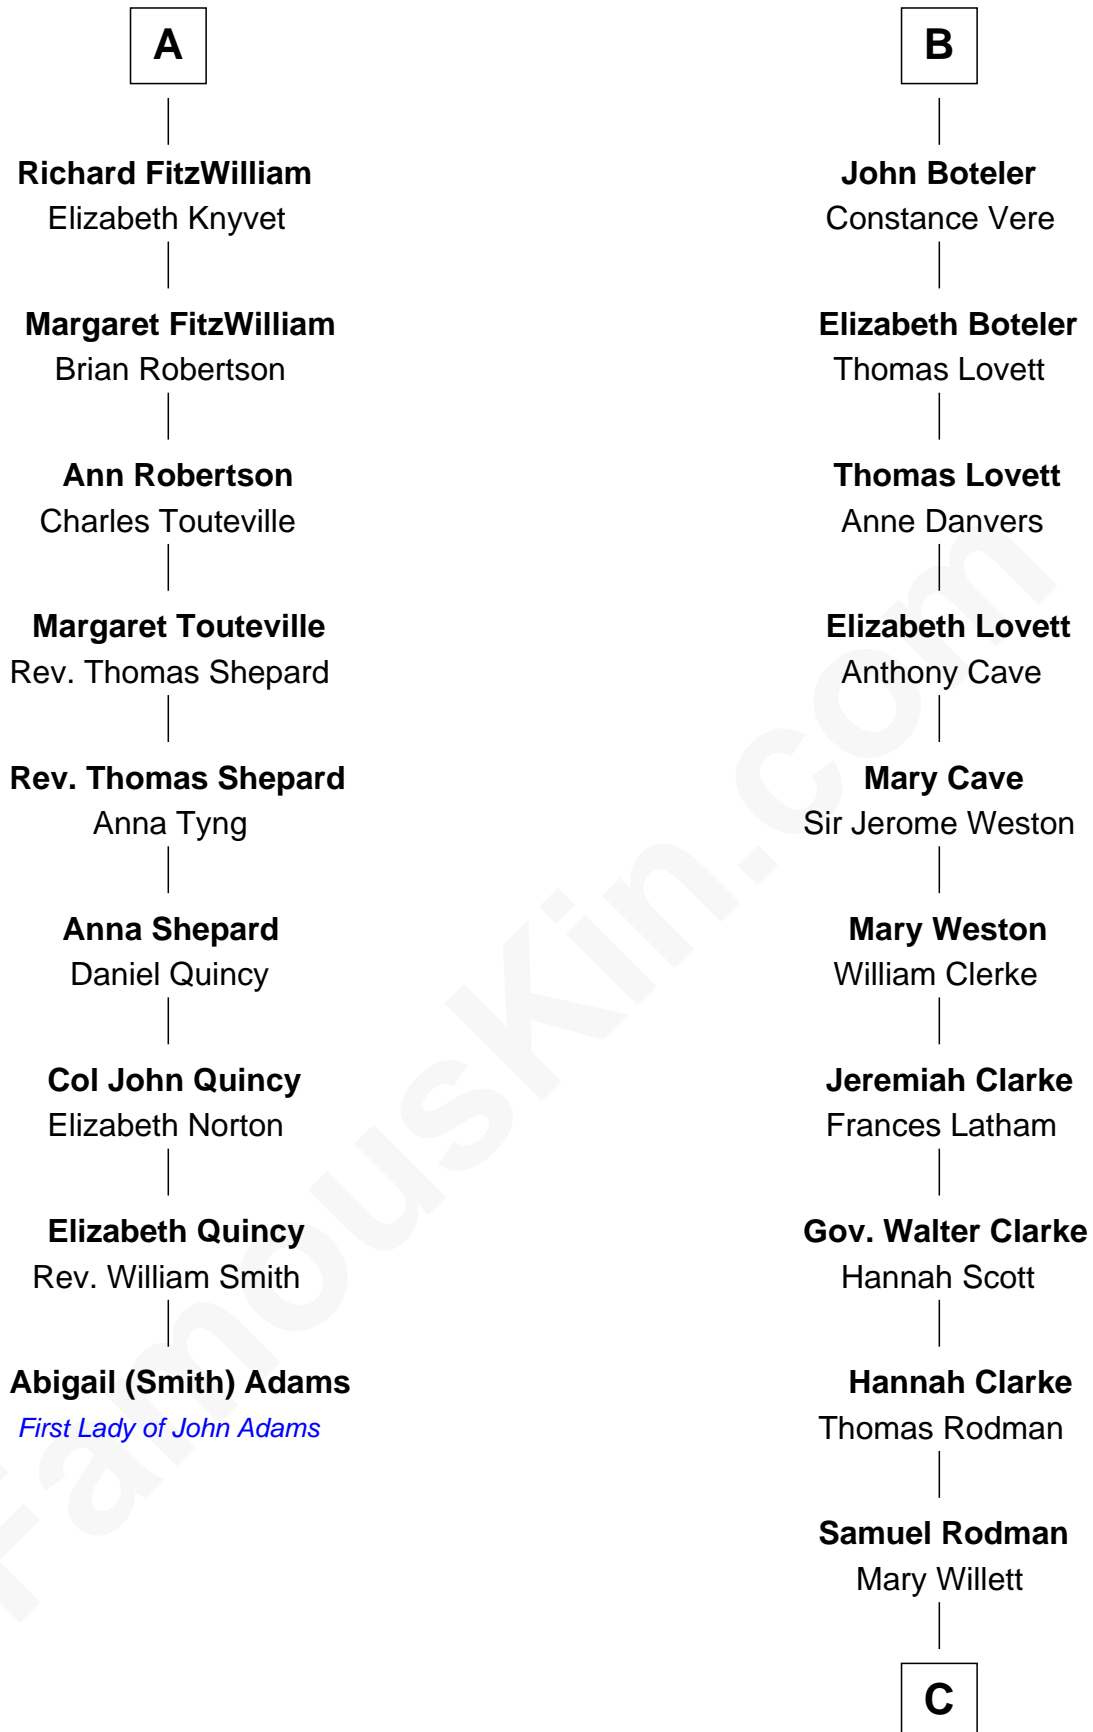 A
Richard FitzWilliam
Elizabeth Knyvet
Margaret FitzWilliam
Brian Robertson
Ann Robertson
Charles Touteville
Margaret Touteville
Rev. Thomas Shepard
Rev. Thomas Shepard
Anna Tyng
Anna Shepard
Daniel Quincy
Col John Quincy
Elizabeth Norton
Elizabeth Quincy
Rev. William Smith
Abigail (Smith) Adams
First Lady of John Adams
B
John Boteler
Constance Vere
Elizabeth Boteler
Thomas Lovett
Thomas Lovett
Anne Danvers
Elizabeth Lovett
Anthony Cave
Mary Cave
Sir Jerome Weston
Mary Weston
William Clerke
Jeremiah Clarke
Frances Latham
Gov. Walter Clarke
Hannah Scott
Hannah Clarke
Thomas Rodman
Samuel Rodman
Mary Willett
C
FamousKin.com